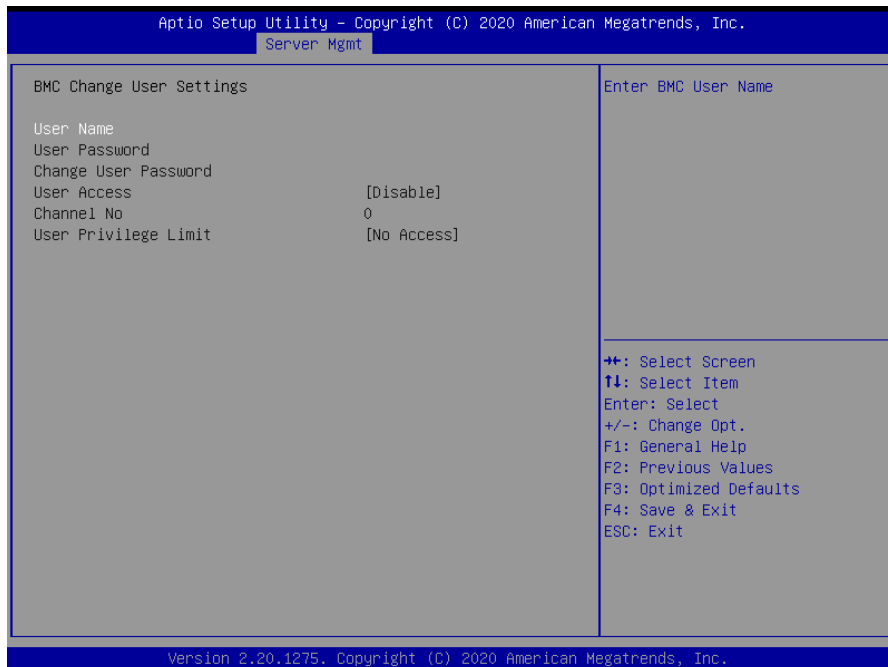 Aptio Setup Utility – Copyright (C) 2020 American Megatrends, Inc.
Server Mgmt
BMC Change User Settings
User Name
User Password
Change User Password
User Access [Disable]
Channel No 0
User Privilege Limit [No Access]
Enter BMC User Name
→←: Select Screen
↑↓: Select Item
Enter: Select
+/-: Change Opt.
F1: General Help
F2: Previous Values
F3: Optimized Defaults
F4: Save & Exit
ESC: Exit
Version 2.20.1275. Copyright (C) 2020 American Megatrends, Inc.